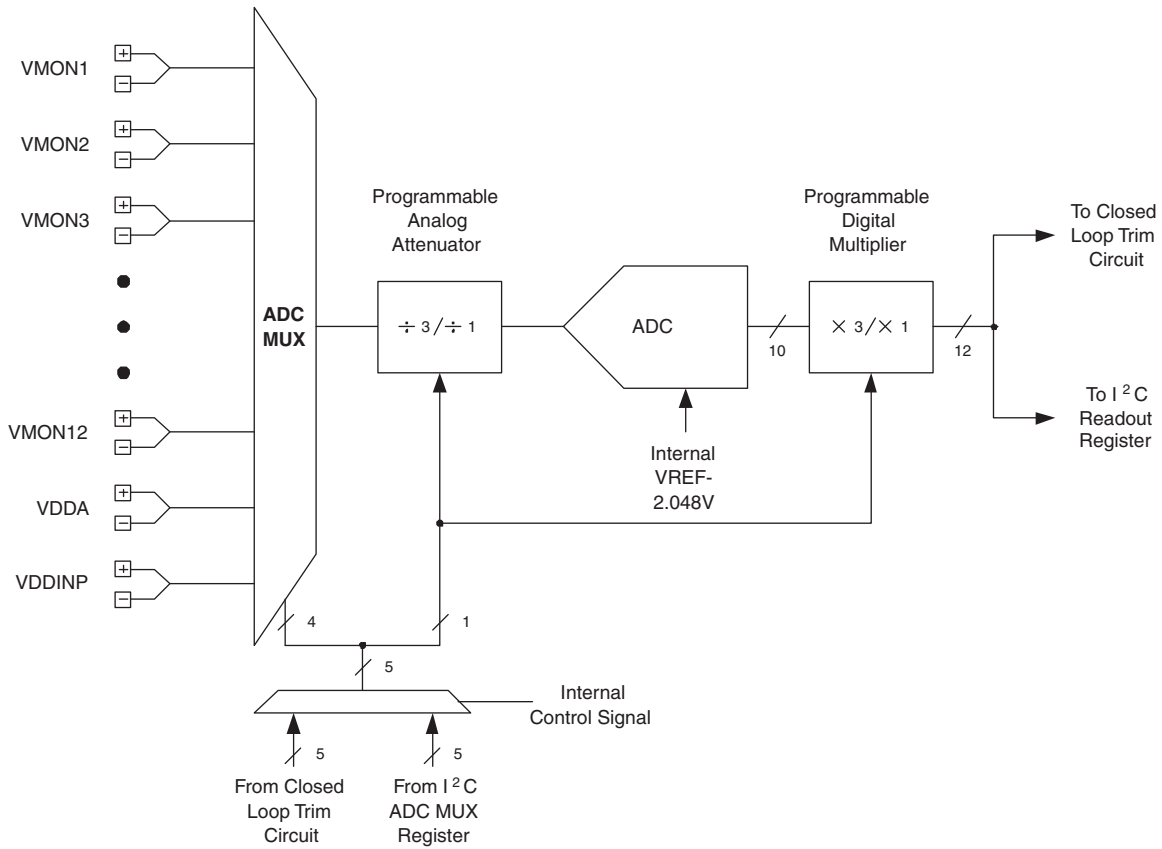 VMON1
+
−
VMON2
+
−
VMON3
+
−
VMON12
+
−
VDDA
+
−
VDDINP
+
−
ADC
MUX
Programmable
Analog
Attenuator
÷ 3 / ÷ 1
ADC
Internal
VREF-
2.048V
10
Programmable
Digital
Multiplier
× 3 / × 1
12
To Closed
Loop Trim
Circuit
To I 2 C
Readout
Register
4
1
5
Internal
Control Signal
5
5
From Closed
Loop Trim
Circuit
From I 2 C
ADC MUX
Register